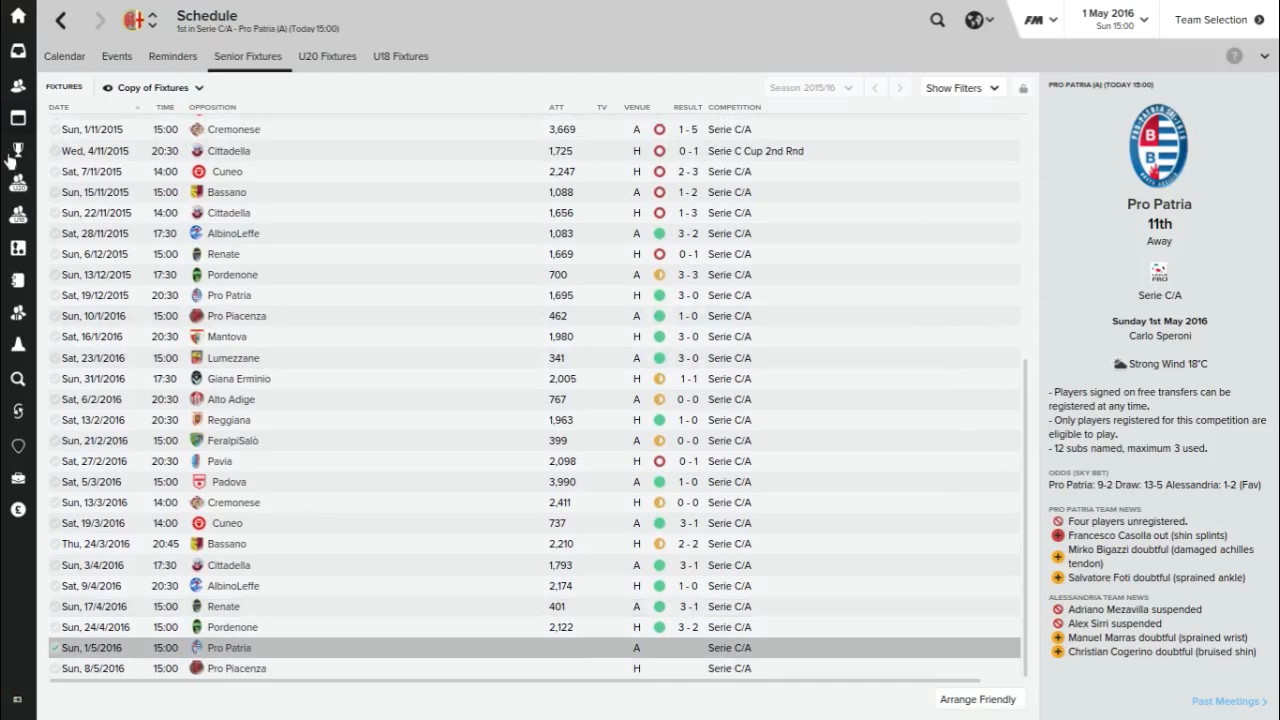 Schedule
1st in Serie C/A - Pro Patria (A) (Today 15:00)
FM
1 May 2016
Sun 15:00
Team Selection
Calendar Events Reminders Senior Fixtures U20 Fixtures U18 Fixtures
?
FIXTURES Copy of Fixtures Season 2015/16 Show Filters
DATE TIME OPPOSITION ATT TV VENUE RESULT COMPETITION
Sun, 1/11/2015 15:00 Cremonese 3,669 A 1 - 5 Serie C/A
Wed, 4/11/2015 20:30 Cittadella 1,725 H 0 - 1 Serie C Cup 2nd Rnd
Sat, 7/11/2015 14:00 Cuneo 2,247 H 2 - 3 Serie C/A
Sun, 15/11/2015 15:00 Bassano 1,088 A 1 - 2 Serie C/A
Sun, 22/11/2015 14:00 Cittadella 1,656 H 1 - 3 Serie C/A
Sat, 28/11/2015 17:30 AlbinoLeffe 1,083 A 3 - 2 Serie C/A
Sun, 6/12/2015 15:00 Renate 1,669 H 0 - 1 Serie C/A
Sun, 13/12/2015 17:30 Pordenone 700 A 3 - 3 Serie C/A
Sat, 19/12/2015 20:30 Pro Patria 1,695 H 3 - 0 Serie C/A
Sun, 10/1/2016 15:00 Pro Piacenza 462 A 1 - 0 Serie C/A
Sat, 16/1/2016 20:30 Mantova 1,980 H 3 - 0 Serie C/A
Sat, 23/1/2016 15:00 Lumezzane 341 A 3 - 0 Serie C/A
Sun, 31/1/2016 17:30 Giana Erminio 2,005 H 1 - 1 Serie C/A
Sat, 6/2/2016 20:30 Alto Adige 767 A 0 - 0 Serie C/A
Sat, 13/2/2016 20:30 Reggiana 1,963 H 1 - 0 Serie C/A
Sun, 21/2/2016 15:00 FeralpiSalò 399 A 0 - 0 Serie C/A
Sat, 27/2/2016 20:30 Pavia 2,098 H 0 - 1 Serie C/A
Sat, 5/3/2016 15:00 Padova 3,990 A 1 - 0 Serie C/A
Sun, 13/3/2016 14:00 Cremonese 2,411 H 0 - 0 Serie C/A
Sat, 19/3/2016 14:00 Cuneo 737 A 3 - 1 Serie C/A
Thu, 24/3/2016 20:45 Bassano 2,210 H 2 - 2 Serie C/A
Sun, 3/4/2016 17:30 Cittadella 1,793 A 3 - 1 Serie C/A
Sat, 9/4/2016 20:30 AlbinoLeffe 2,174 H 1 - 0 Serie C/A
Sun, 17/4/2016 15:00 Renate 401 A 3 - 1 Serie C/A
Sun, 24/4/2016 15:00 Pordenone 2,122 H 3 - 2 Serie C/A
Sun, 1/5/2016 15:00 Pro Patria A Serie C/A
Sun, 8/5/2016 15:00 Pro Piacenza H Serie C/A
Arrange Friendly
PRO PATRIA (A) (TODAY 15:00)
Pro Patria
11th
Away
Serie C/A
Sunday 1st May 2016
Carlo Speroni
Strong Wind 18°C
- Players signed on free transfers can be
registered at any time.
- Only players registered for this competition are
eligible to play.
- 12 subs named, maximum 3 used.
ODDS (SKY BET)
Pro Patria: 9-2 Draw: 13-5 Alessandria: 1-2 (Fav)
PRO PATRIA TEAM NEWS
Four players unregistered.
Francesco Casolla out (shin splints)
Mirko Bigazzi doubtful (damaged achilles
tendon)
Salvatore Foti doubtful (sprained ankle)
ALESSANDRIA TEAM NEWS
Adriano Mezavilla suspended
Alex Sirri suspended
Manuel Marras doubtful (sprained wrist)
Christian Cogerino doubtful (bruised shin)
Past Meetings >